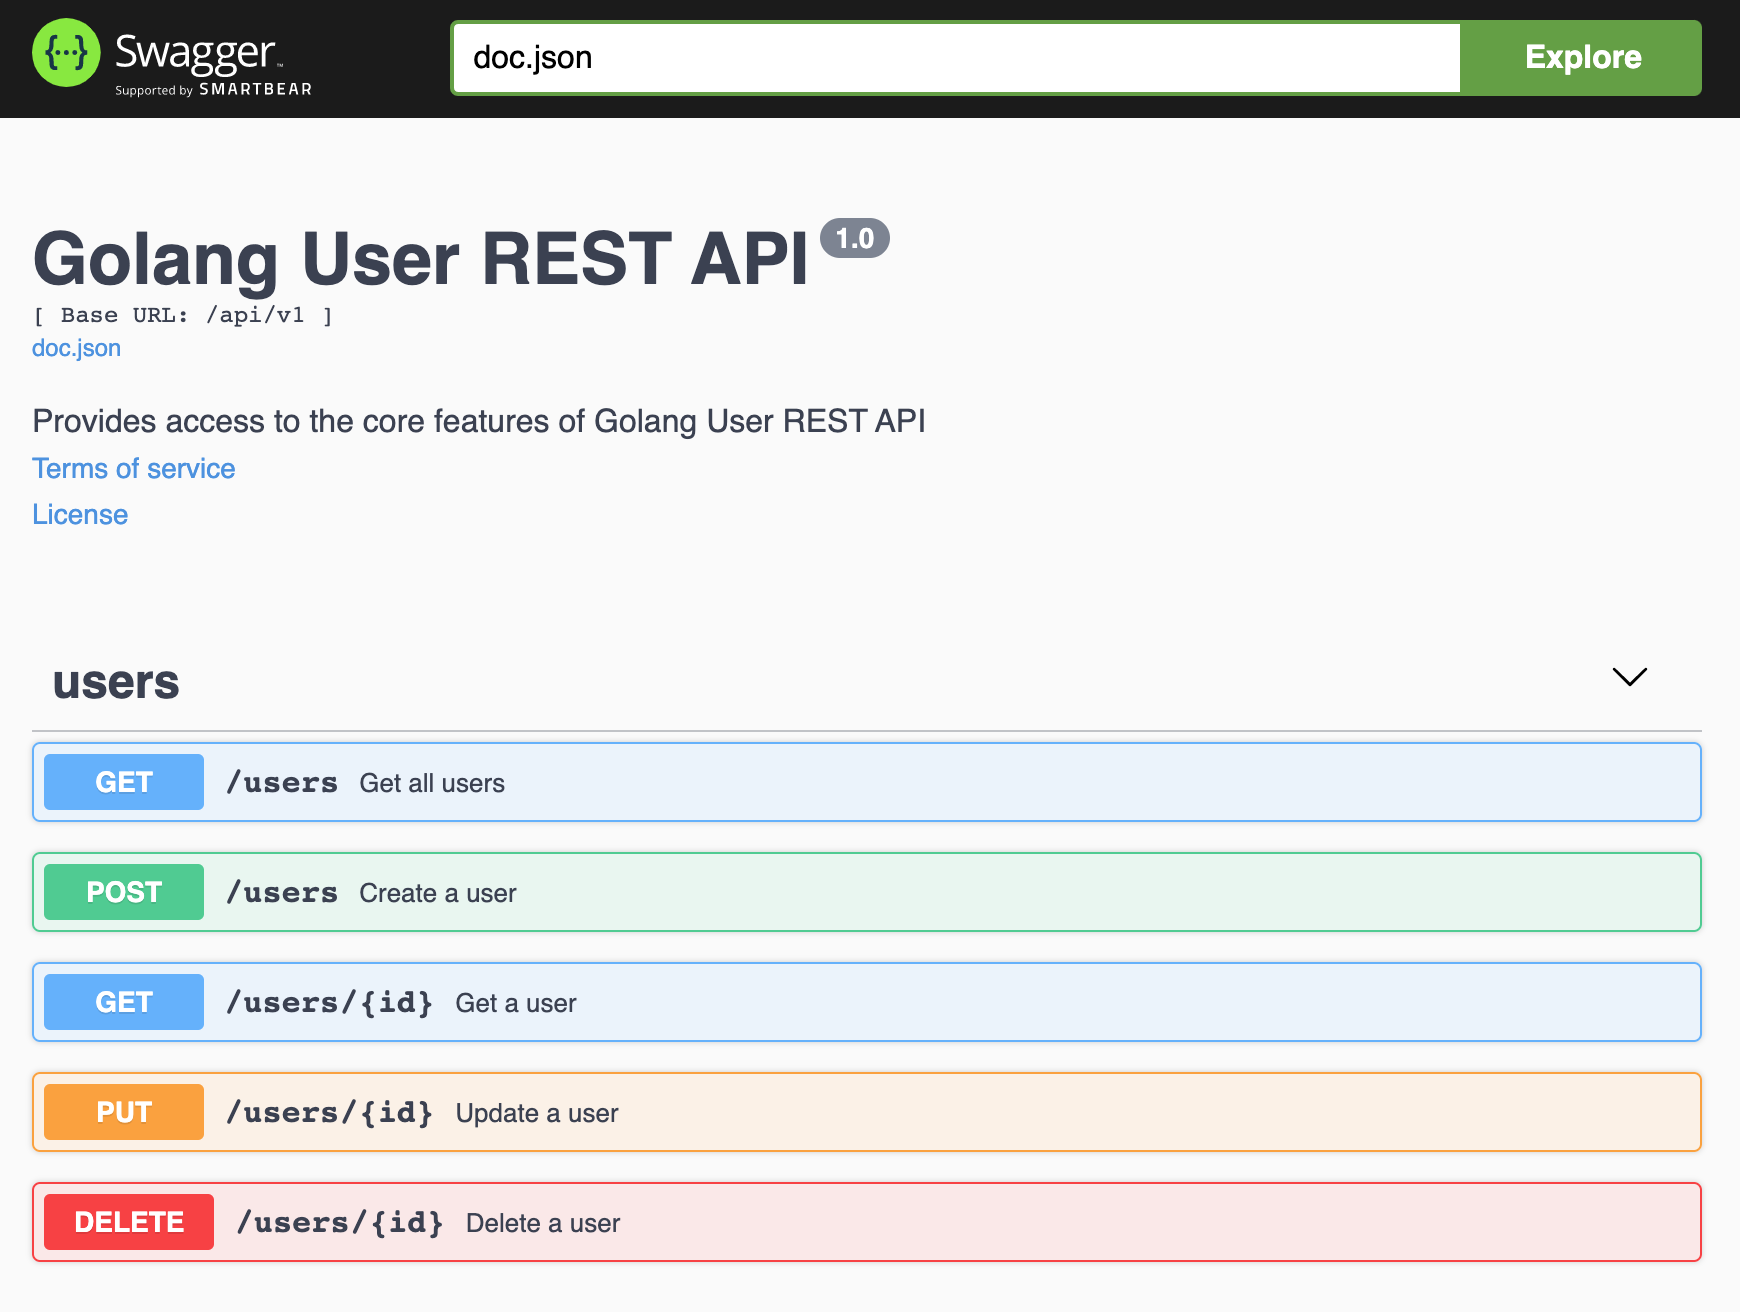 {···} Swagger™
Supported by SMARTBEAR
doc.json
Explore
Golang User REST API 1.0
[ Base URL: /api/v1 ]
doc.json
Provides access to the core features of Golang User REST API
Terms of service
License
users
GET /users Get all users
POST /users Create a user
GET /users/{id} Get a user
PUT /users/{id} Update a user
DELETE /users/{id} Delete a user